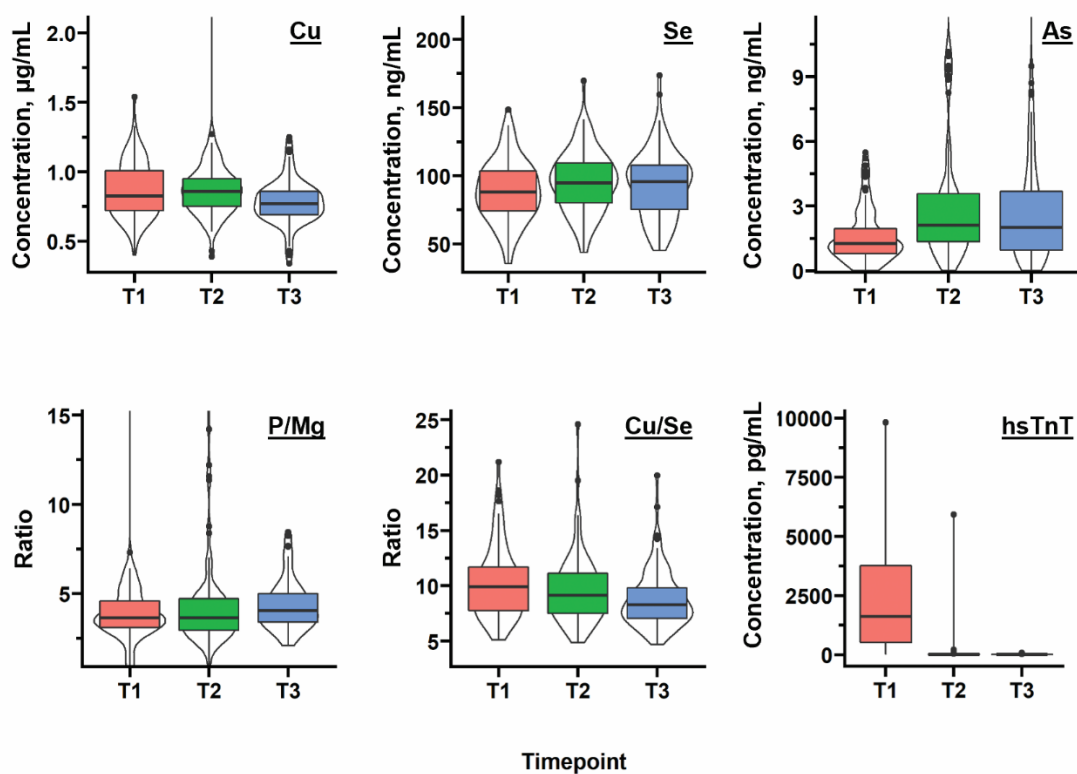 Cu
Concentration, µg/mL
2.0
1.5
1.0
0.5
T1 T2 T3
Se
Concentration, ng/mL
200
150
100
50
T1 T2 T3
As
Concentration, ng/mL
9
6
3
0
T1 T2 T3
P/Mg
Ratio
15
10
5
T1 T2 T3
Cu/Se
Ratio
25
20
15
10
5
T1 T2 T3
hsTnT
Concentration, pg/mL
10000
7500
5000
2500
0
T1 T2 T3
Timepoint